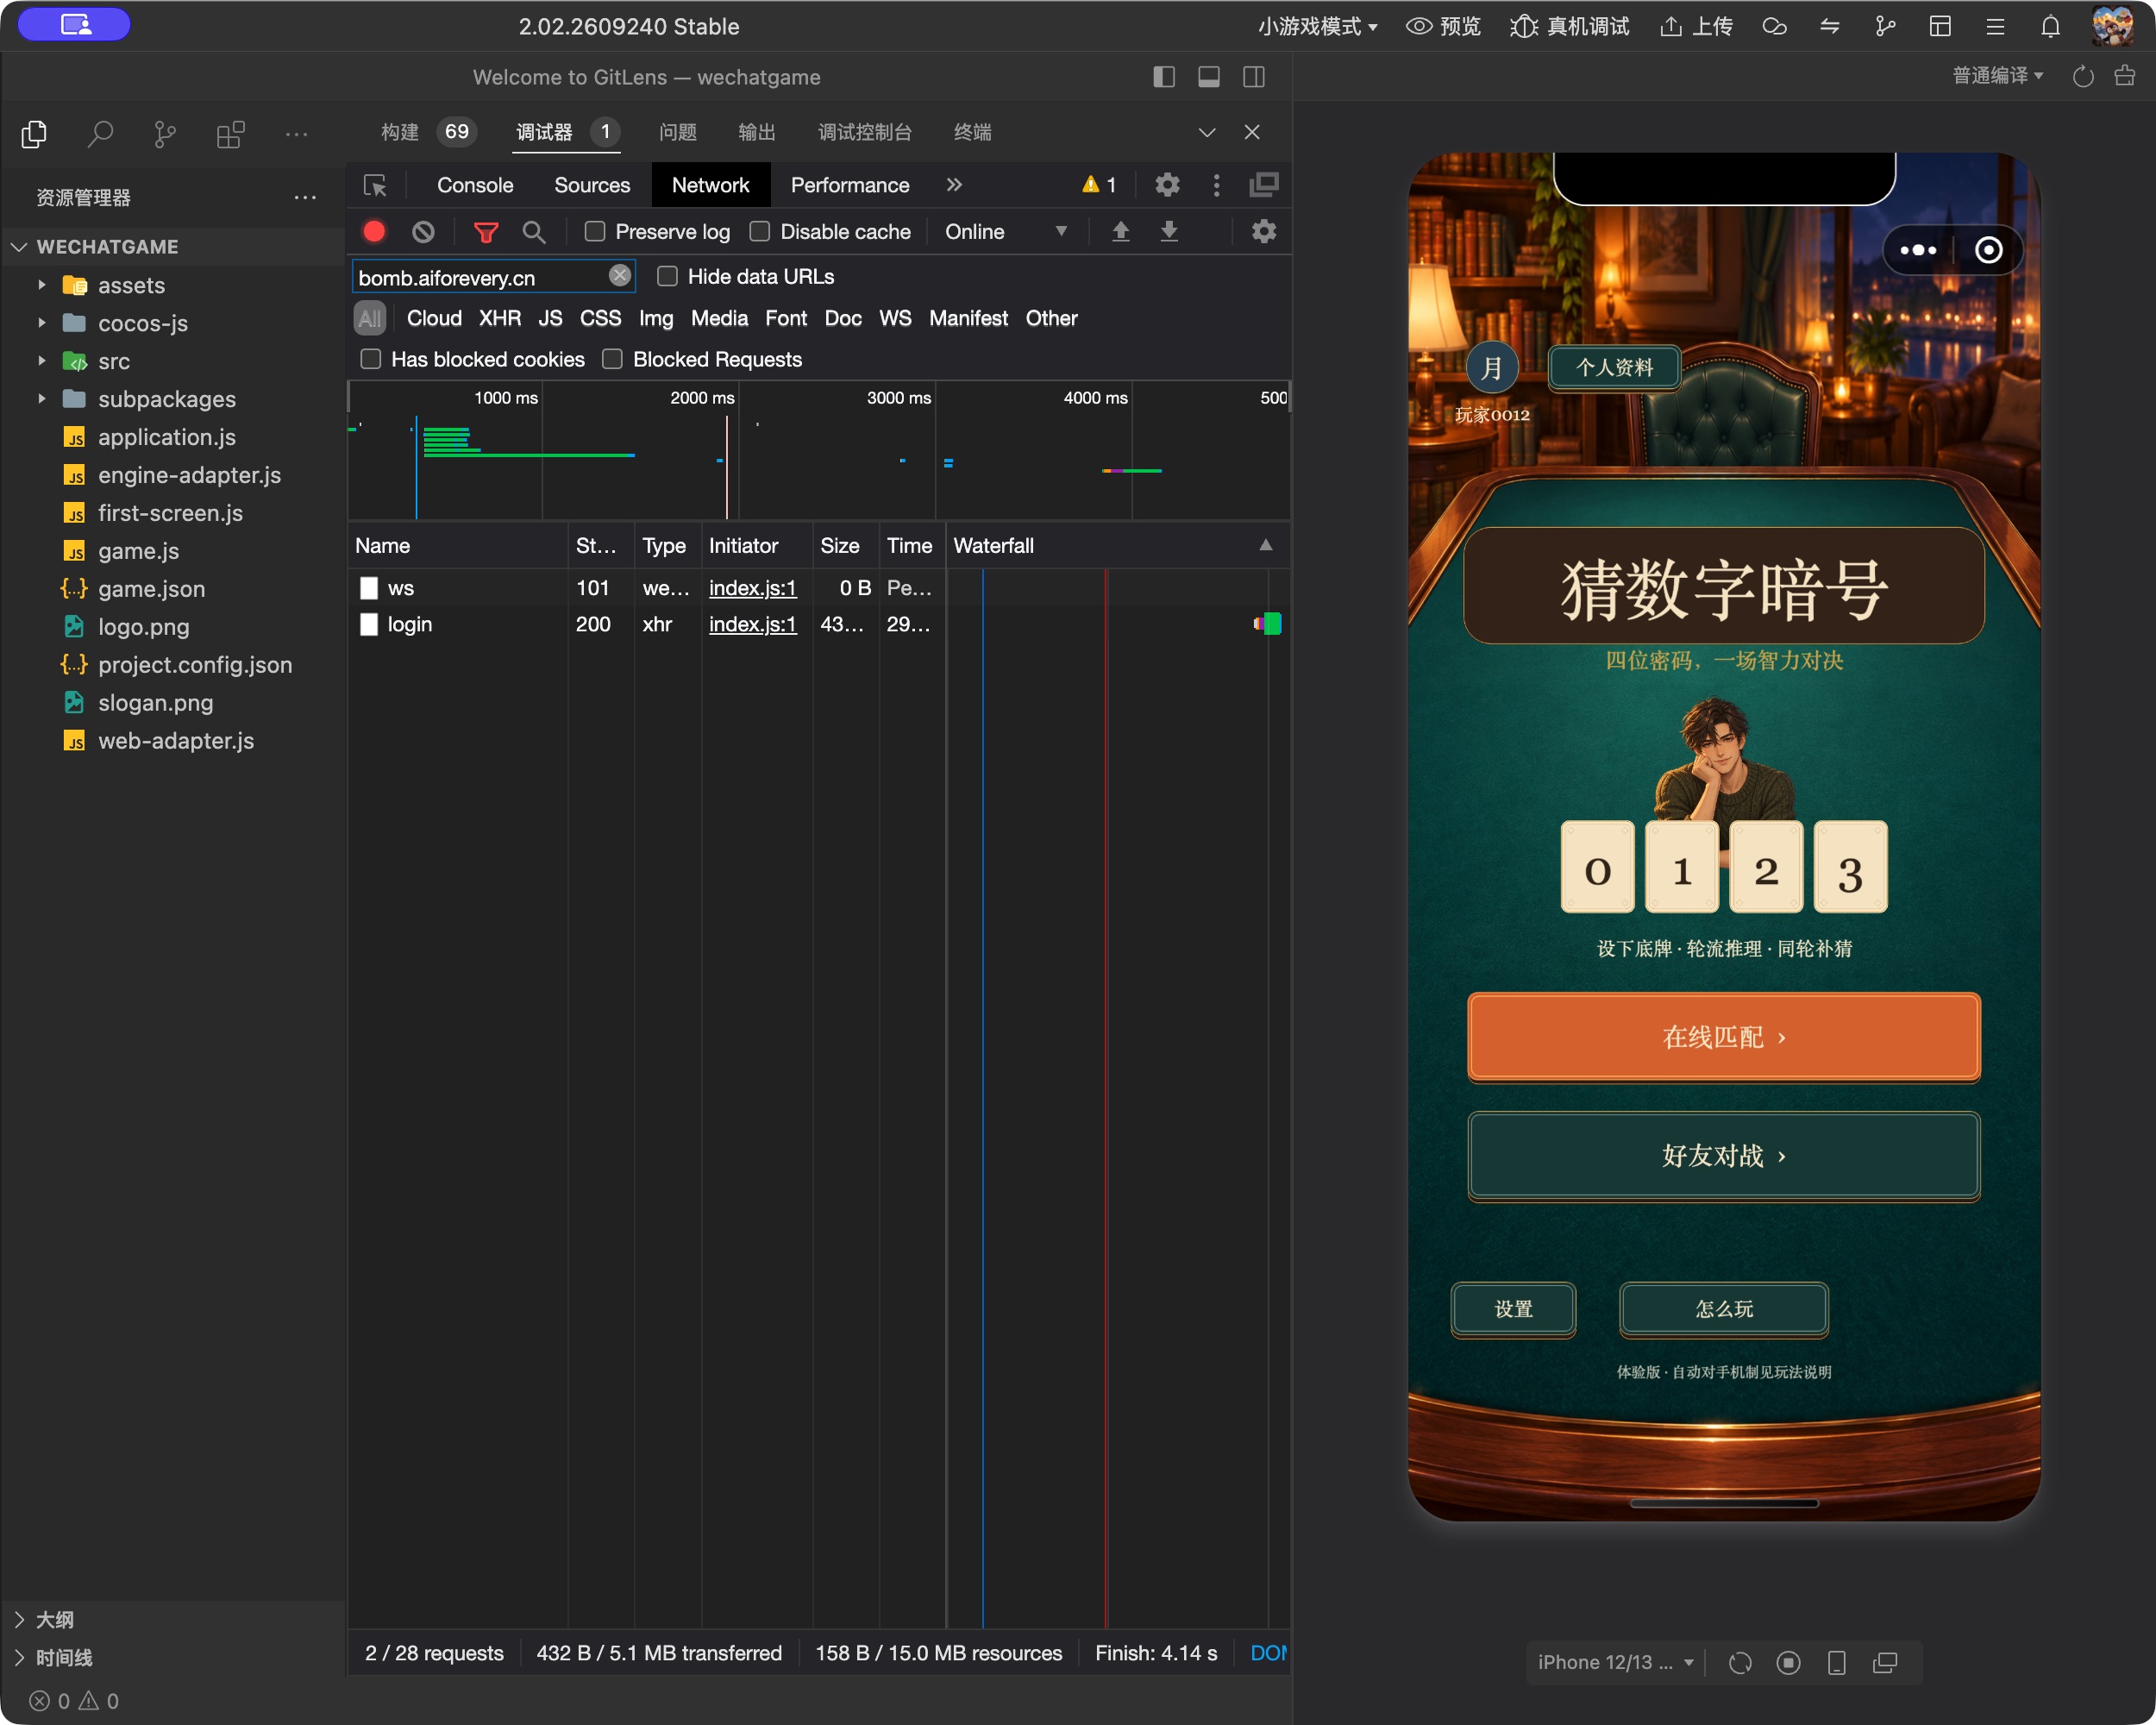 2.02.2609240 Stable
小游戏模式
预览
真机调试
上传
Welcome to GitLens — wechatgame
普通编译
构建 69
调试器 1
问题
输出
调试控制台
终端
资源管理器
WECHATGAME
assets
cocos-js
src
subpackages
application.js
engine-adapter.js
first-screen.js
game.js
game.json
logo.png
project.config.json
slogan.png
web-adapter.js
大纲
时间线
0 0
Console
Sources
Network
Performance
1
Preserve log
Disable cache
Online
bomb.aiforevery.cn
Hide data URLs
All Cloud XHR JS CSS Img Media Font Doc WS Manifest Other
Has blocked cookies
Blocked Requests
1000 ms 2000 ms 3000 ms 4000 ms 500
Name St... Type Initiator Size Time Waterfall
ws 101 we... index.js:1 0 B Pe...
login 200 xhr index.js:1 43... 29...
2 / 28 requests
432 B / 5.1 MB transferred
158 B / 15.0 MB resources
Finish: 4.14 s
月
个人资料
玩家0012
猜数字暗号
四位密码，一场智力对决
0 1 2 3
设下底牌 · 轮流推理 · 同轮补猜
在线匹配 ›
好友对战 ›
设置
怎么玩
体验版 · 自动对手机制见玩法说明
iPhone 12/13 ...